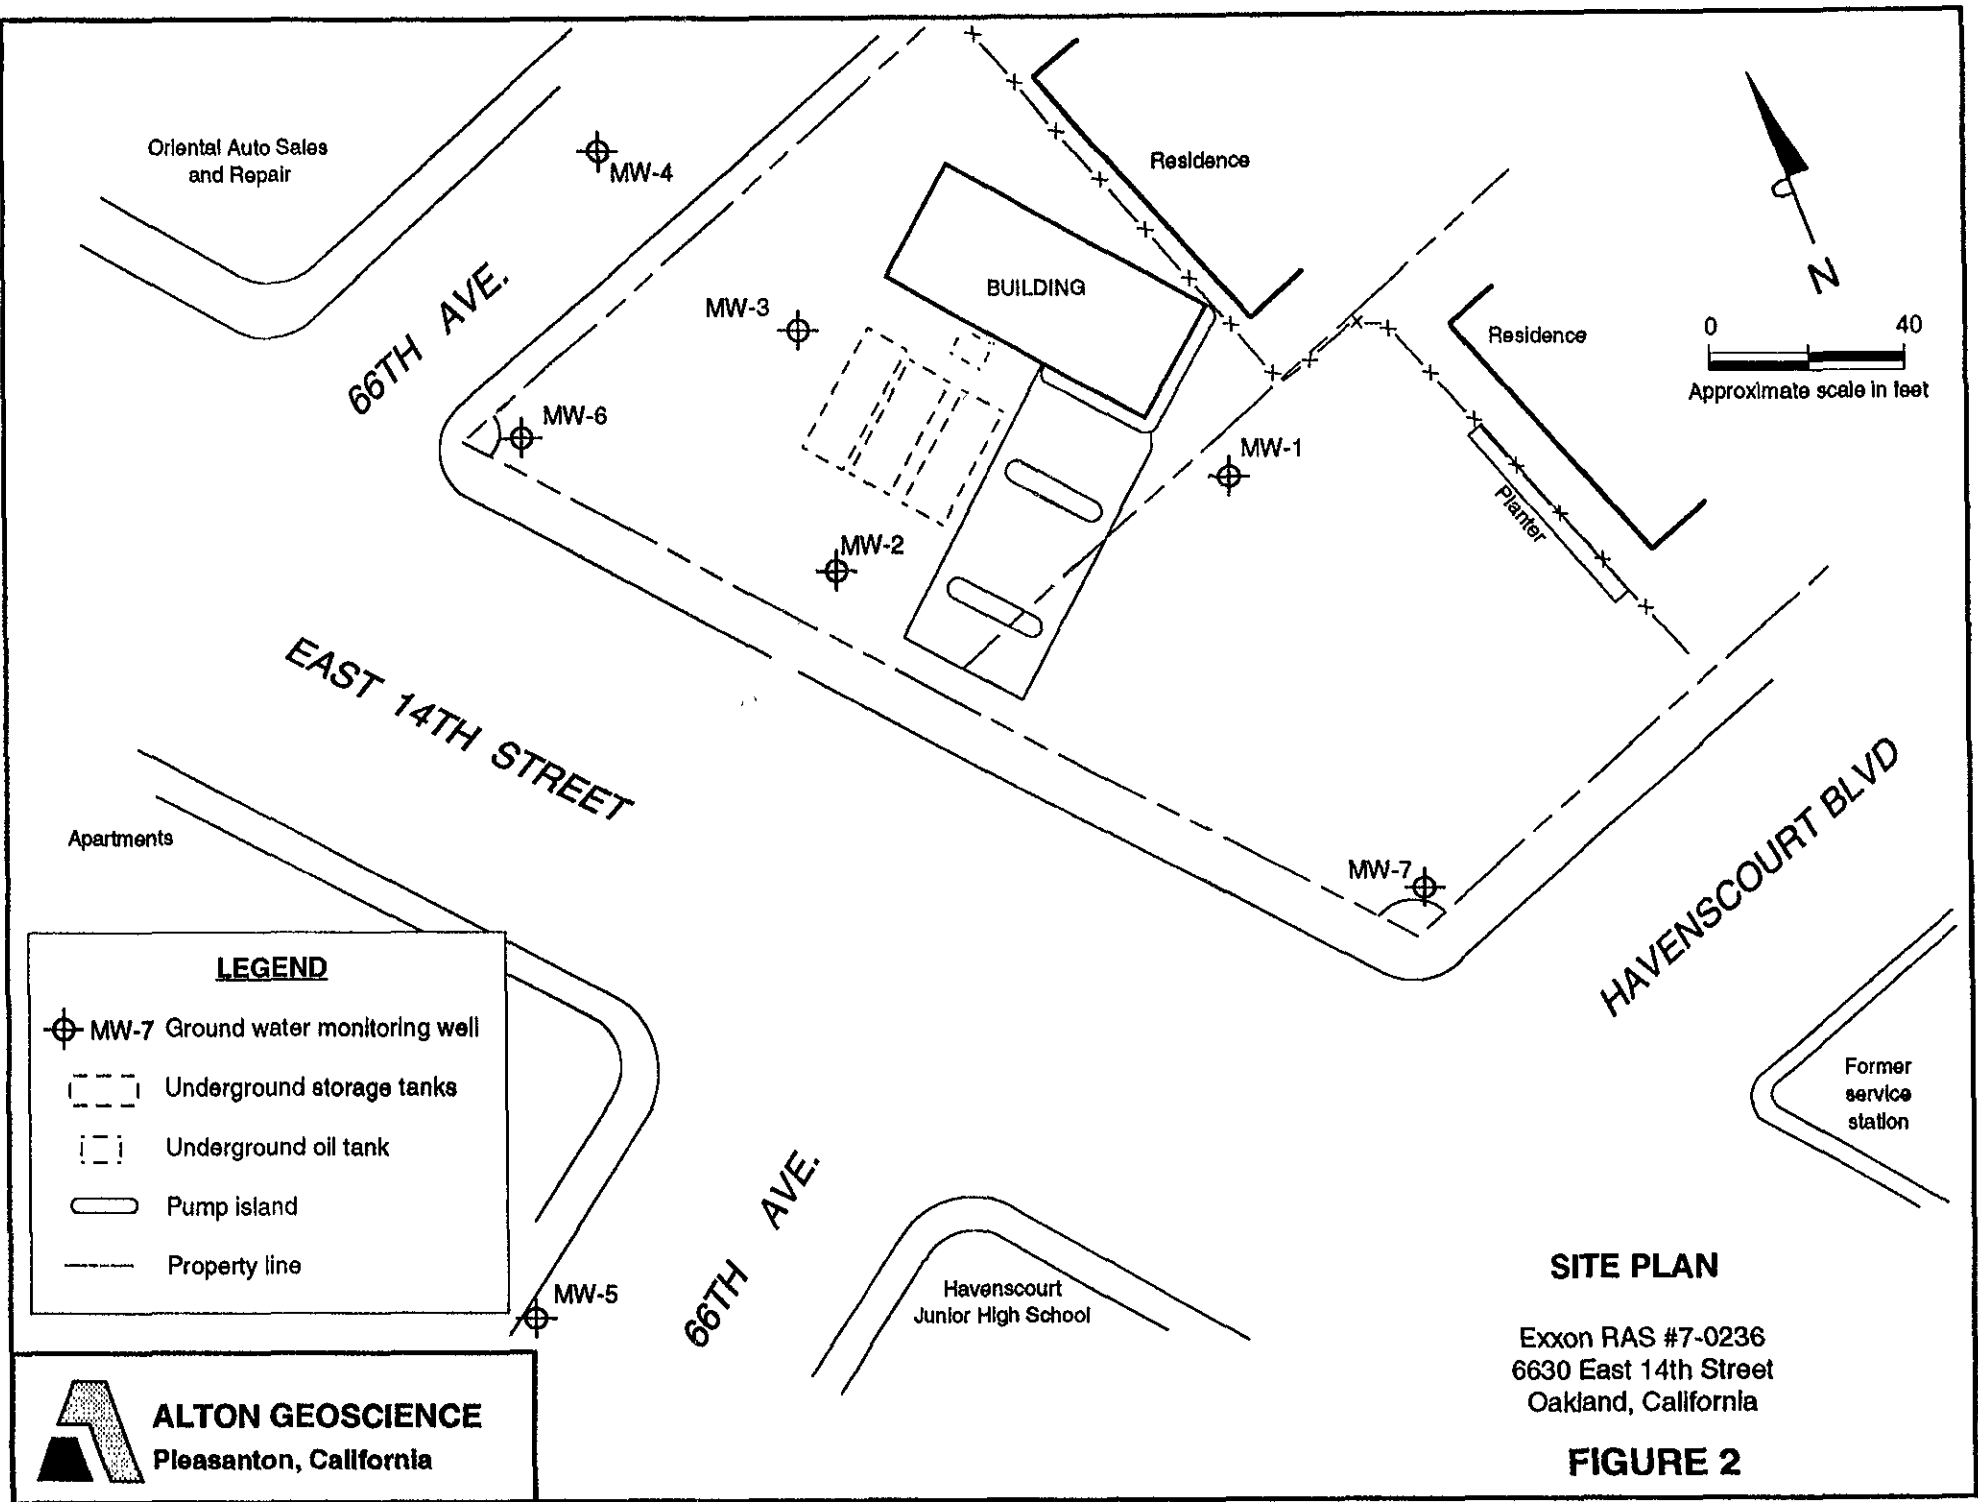 Oriental Auto Sales
and Repair
MW-4
Residence
66TH AVE.
MW-3
BUILDING
N
0 40
Approximate scale in feet
Residence
MW-6
MW-1
Planter
MW-2
EAST 14TH STREET
Apartments
MW-7
HAVENSCOURT BLVD
LEGEND
MW-7 Ground water monitoring well
Underground storage tanks
Underground oil tank
Pump island
Property line
MW-5
66TH AVE.
Havenscourt
Junior High School
Former
service
station
SITE PLAN
Exxon RAS #7-0236
6630 East 14th Street
Oakland, California
FIGURE 2
ALTON GEOSCIENCE
Pleasanton, California